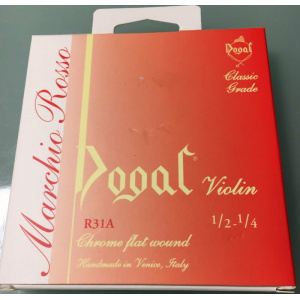 Dogal
Classic
Grade
Marchio Rosso
Dogal®
Violin
R31A
1/2-1/4
Chrome flat wound
Handmade in Venice, Italy